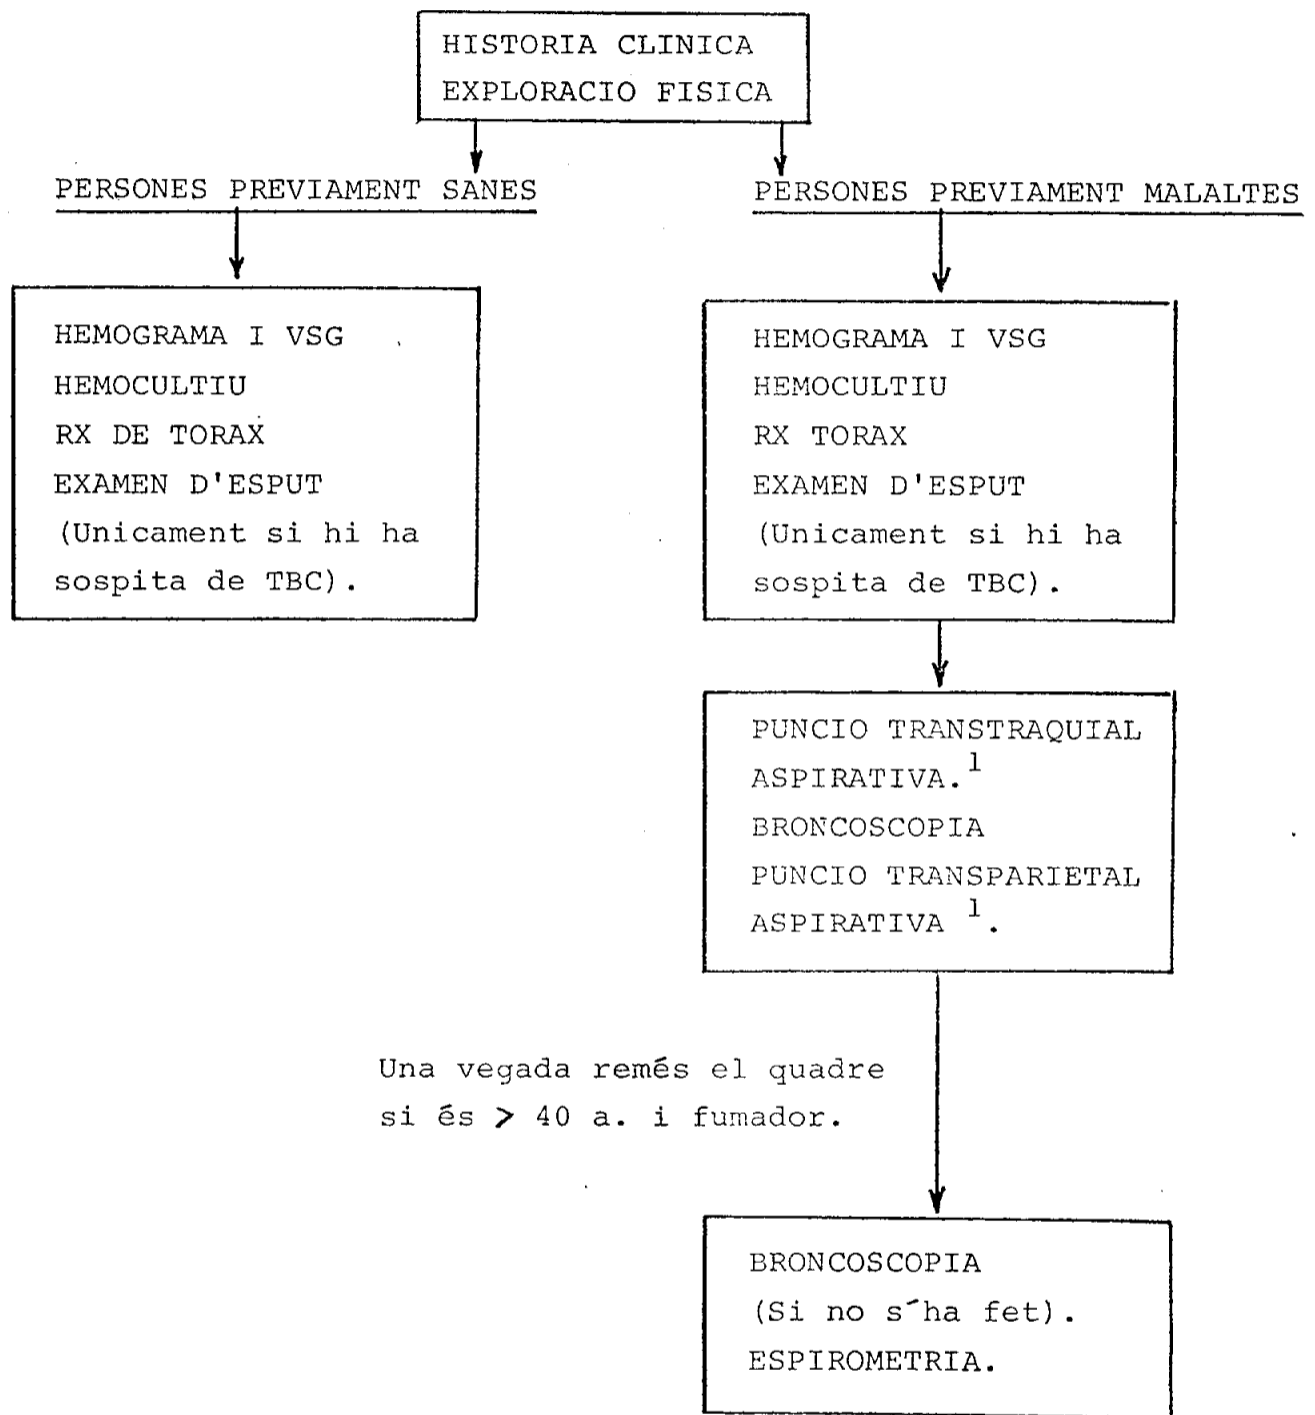 HISTORIA CLINICA
EXPLORACIO FISICA
PERSONES PREVIAMENT SANES
HEMOGRAMA I VSG
HEMOCULTIU
RX DE TORAX
EXAMEN D'ESPUT
(Unicament si hi ha
sospita de TBC).
PERSONES PREVIAMENT MALALTES
HEMOGRAMA I VSG
HEMOCULTIU
RX TORAX
EXAMEN D'ESPUT
(Unicament si hi ha
sospita de TBC).
PUNCIO TRANSTRAQUIAL
ASPIRATIVA.1
BRONCOSCOPIA
PUNCIO TRANSPARIETAL
ASPIRATIVA 1.
Una vegada remés el quadre
si és > 40 a. i fumador.
BRONCOSCOPIA
(Si no s´ha fet).
ESPIROMETRIA.